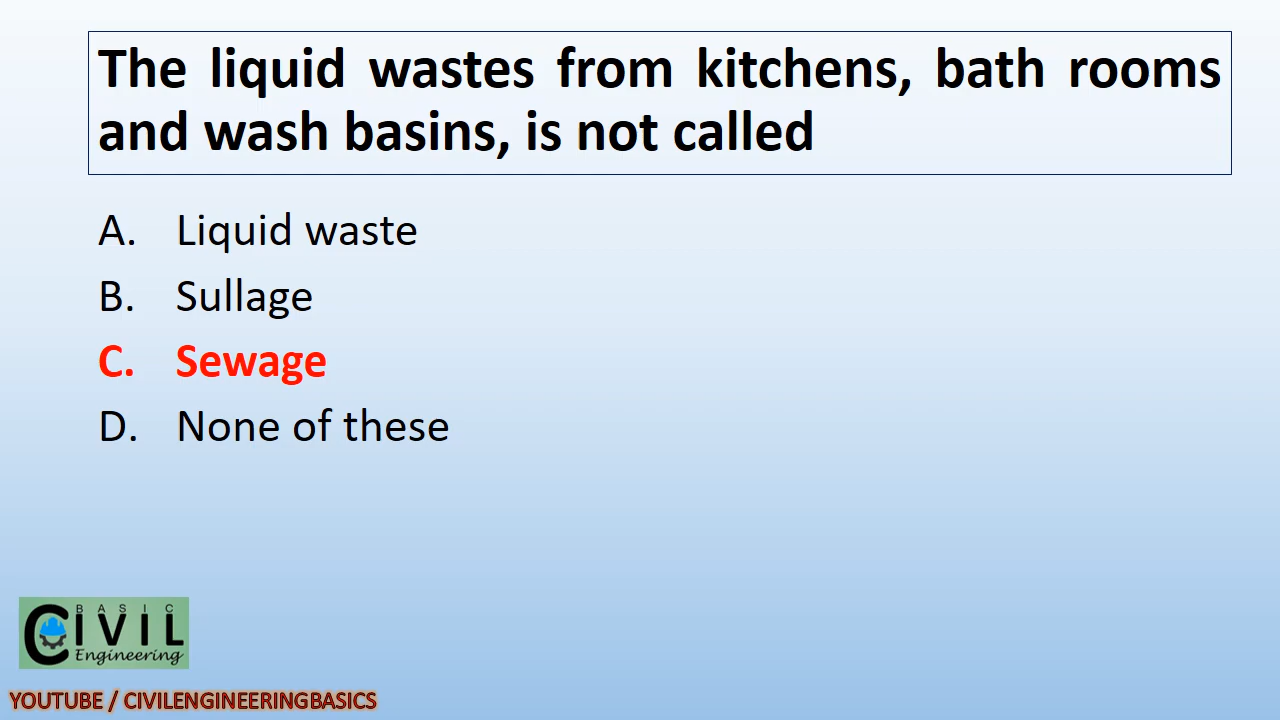 The liquid wastes from kitchens, bath rooms
and wash basins, is not called
A. Liquid waste
B. Sullage
C. Sewage
D. None of these
BASIC
CIVIL
Engineering
YOUTUBE / CIVILENGINEERINGBASICS